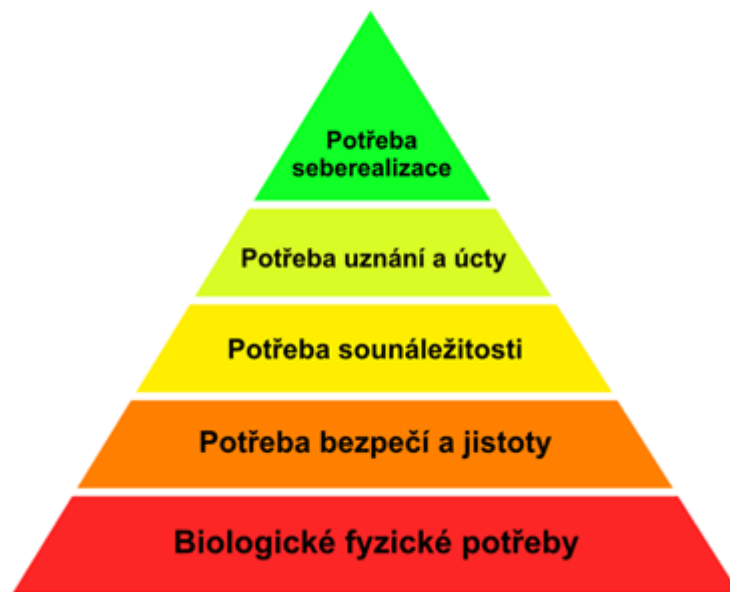 Potřeba
seberealizace
Potřeba uznání a úcty
Potřeba sounáležitosti
Potřeba bezpečí a jistoty
Biologické fyzické potřeby